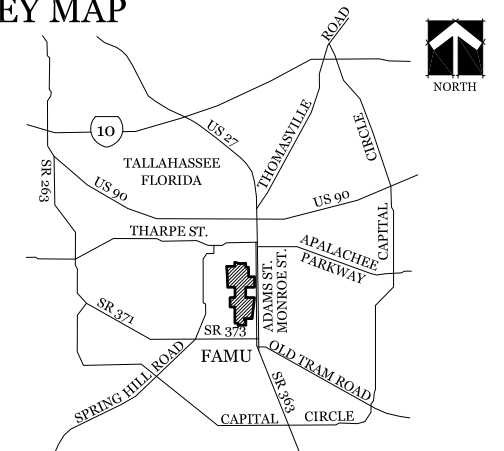 EY MAP
ROAD
NORTH
10
US 27
THOMASVILLE
CIRCLE
TALLAHASSEE
FLORIDA
SR 263
US 90
US 90
CAPITAL
THARPE ST.
APALACHEE
PARKWAY
ADAMS ST.
MONROE ST.
SR 371
SR 373
FAMU
OLD TRAM ROAD
SPRING HILL ROAD
SR 363
CAPITAL CIRCLE